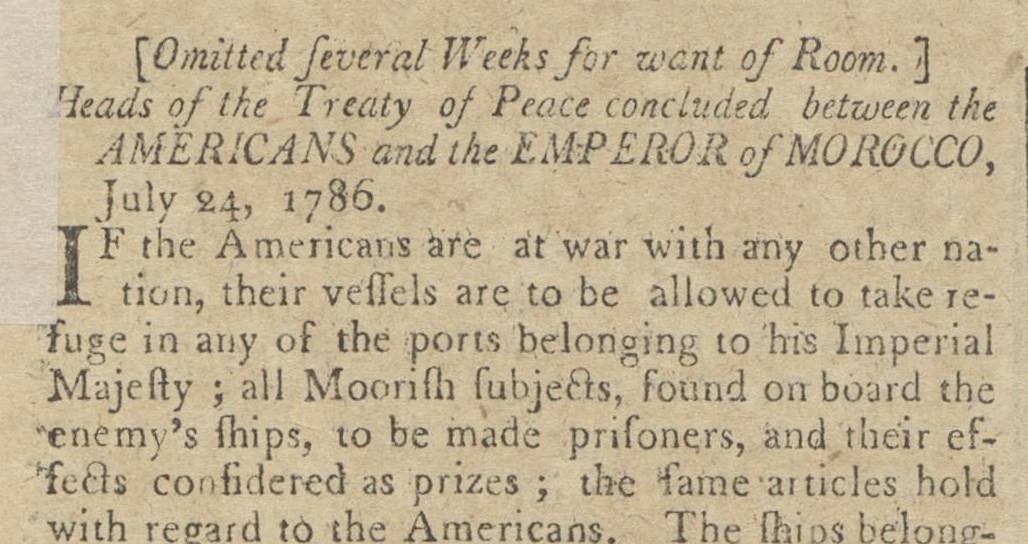 [Omitted ſeveral Weeks for want of Room.]
Heads of the Treaty of Peace concluded between the
AMERICANS and the EMPEROR of MOROCCO,
July 24, 1786.
IF the Americans are at war with any other na-
tion, their veſſels are to be allowed to take re-
fuge in any of the ports belonging to his Imperial
Majeſty ; all Mooriſh ſubjects, found on board the
enemy's ſhips, to be made priſoners, and their ef-
fects conſidered as prizes ; the ſame articles hold
with regard to the Americans. The ſhips belong-